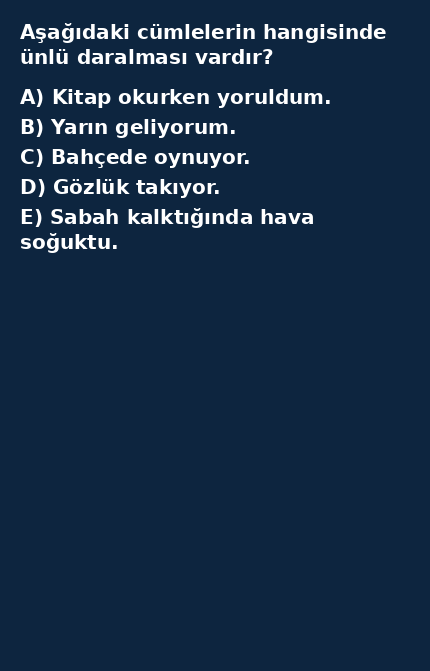 Aşağıdaki cümlelerin hangisinde
ünlü daralması vardır?
A) Kitap okurken yoruldum.
B) Yarın geliyorum.
C) Bahçede oynuyor.
D) Gözlük takıyor.
E) Sabah kalktığında hava
soğuktu.